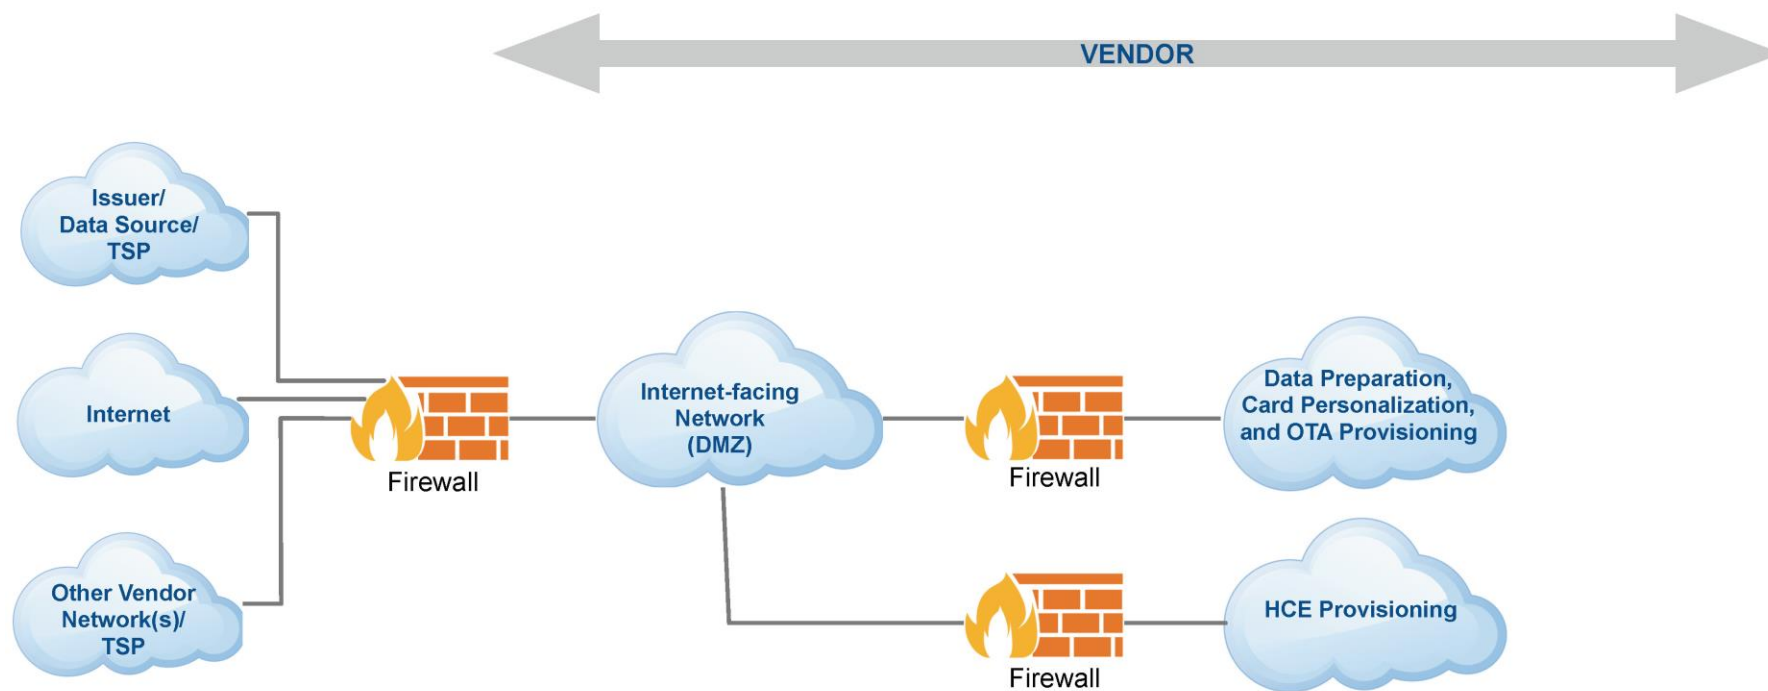 VENDOR
Issuer/
Data Source/
TSP
Internet
Other Vendor
Network(s)/
TSP
Firewall
Internet-facing
Network
(DMZ)
Firewall
Data Preparation,
Card Personalization,
and OTA Provisioning
Firewall
HCE Provisioning